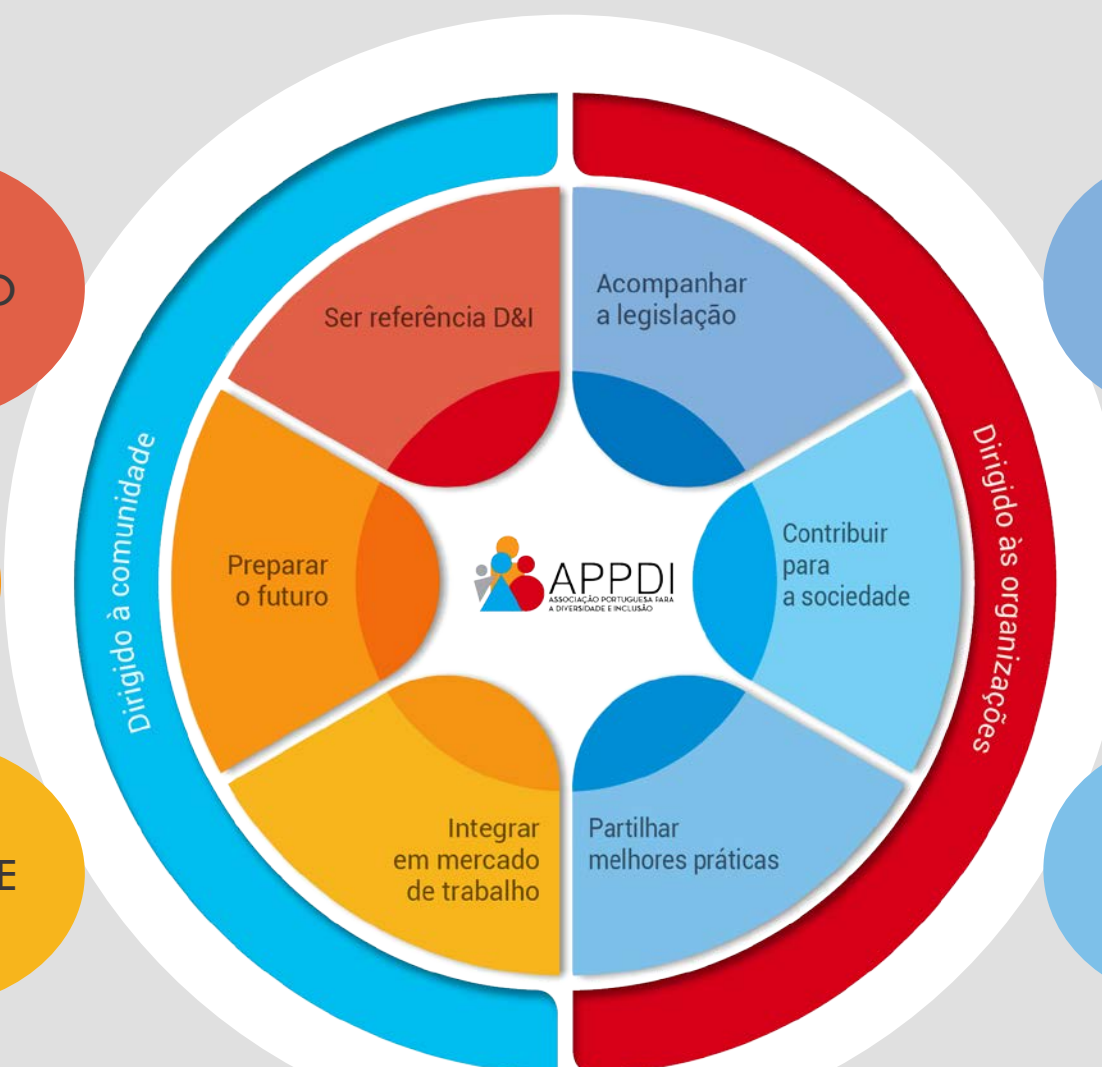 Ser referência D&I
Acompanhar
a legislação
Dirigido à comunidade
Preparar
o futuro
APPDI
ASSOCIAÇÃO PORTUGUESA PARA
A DIVERSIDADE E INCLUSÃO
Contribuir
para
a sociedade
Dirigido às organizações
Integrar
em mercado
de trabalho
Partilhar
melhores práticas
O
E